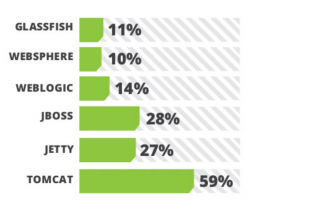 GLASSFISH 11%
WEBSPHERE 10%
WEBLOGIC 14%
JBOSS 28%
JETTY 27%
TOMCAT 59%